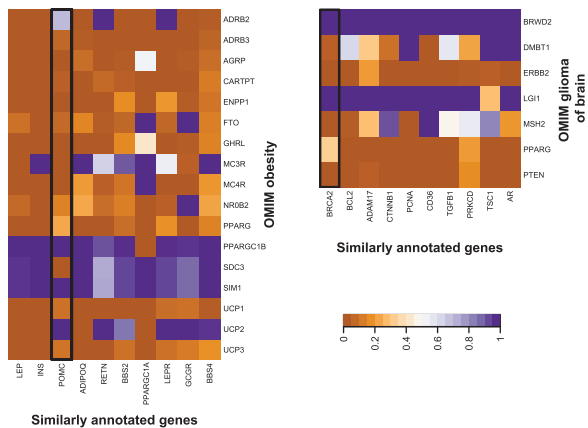 ADRB2
ADRB3
AGRP
CARTPT
ENPP1
FTO
GHRL
MC3R
MC4R
NR0B2
PPARG
PPARGC1B
SDC3
SIM1
UCP1
UCP2
UCP3
OMIM obesity
LEP
INS
POMC
ADIPOQ
RETN
BBS2
PPARGC1A
LEPR
GCGR
BBS4
Similarly annotated genes
BRWD2
DMBT1
ERBB2
LGI1
MSH2
PPARG
PTEN
OMIM glioma
of brain
BRCA2
BCL2
ADAM17
CTNNB1
PCNA
CD36
TGFB1
PRKCD
TSC1
AR
Similarly annotated genes
0
0.2
0.4
0.6
0.8
1